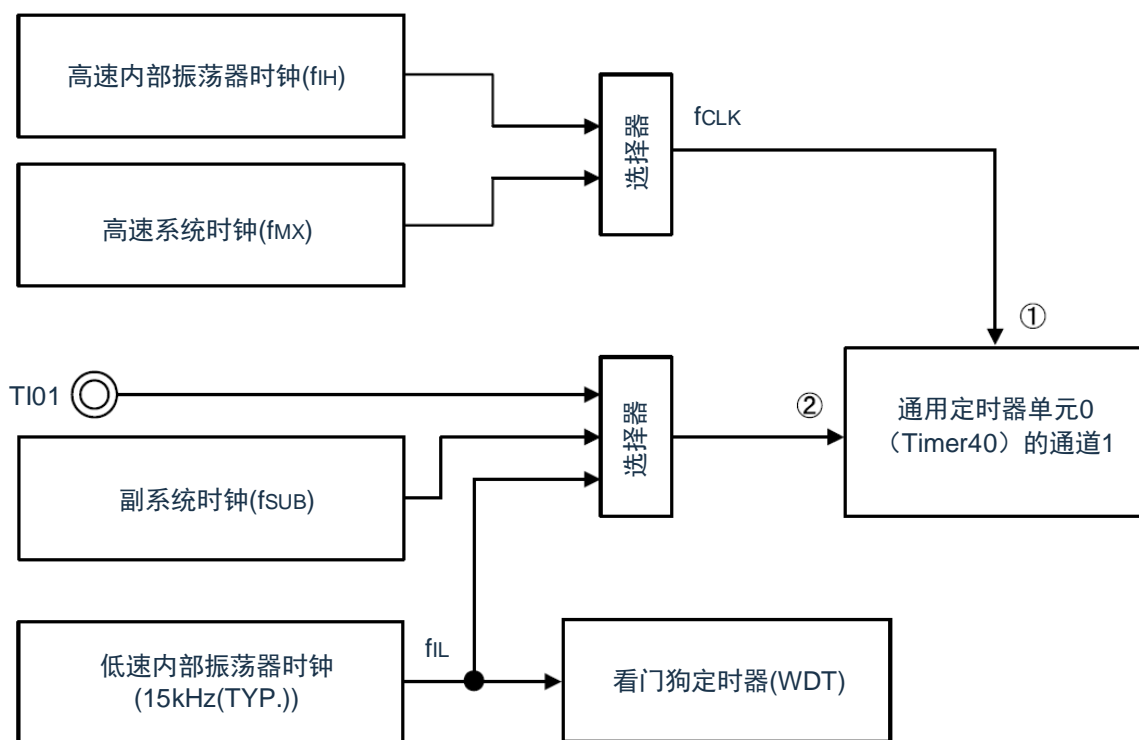 高速内部振荡器时钟(fIH)
选择器
fCLK
高速系统时钟(fMX)
①
TI01
选择器
②
通用定时器单元0
（Timer40）的通道1
副系统时钟(fSUB)
低速内部振荡器时钟
(15kHz(TYP.))
fIL
看门狗定时器(WDT)